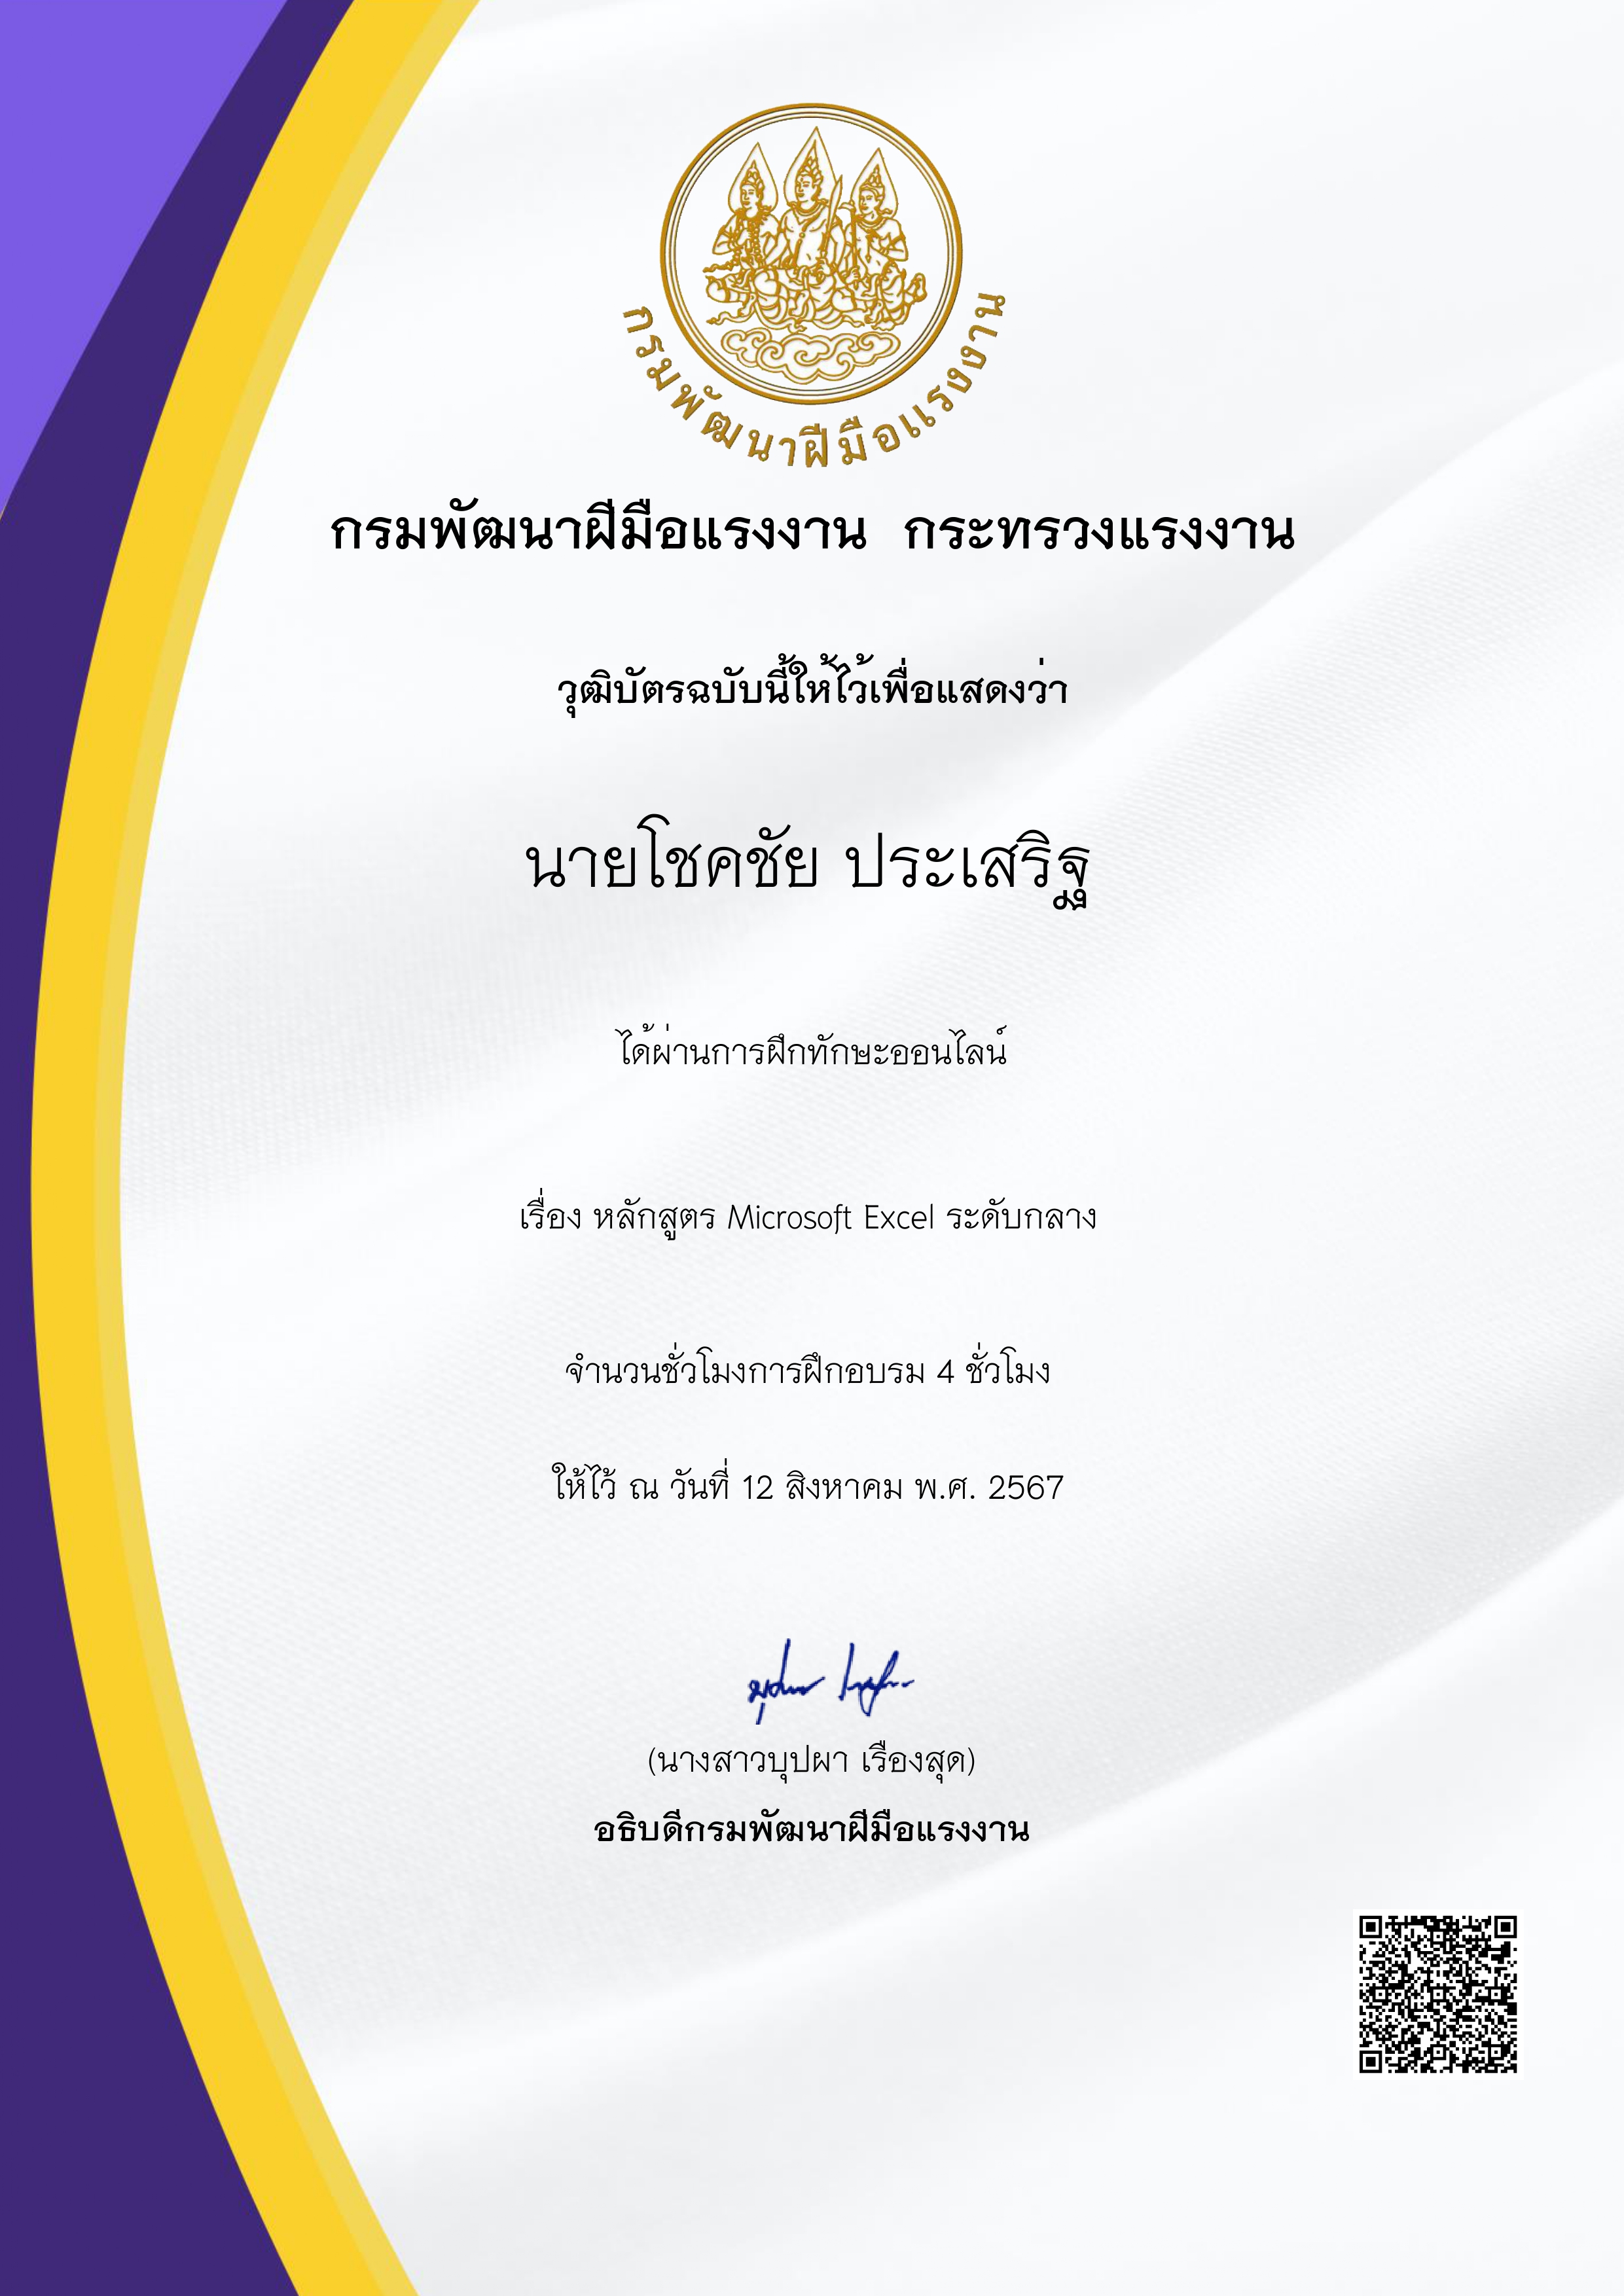 กรมพัฒนาฝีมือแรงงาน
กรมพัฒนาฝีมือแรงงาน กระทรวงแรงงาน
วุฒิบัตรฉบับนี้ให้ไว้เพื่อแสดงว่า
นายโชคชัย ประเสริฐ
ได้ผ่านการฝึกทักษะออนไลน์
เรื่อง หลักสูตร Microsoft Excel ระดับกลาง
จำนวนชั่วโมงการฝึกอบรม 4 ชั่วโมง
ให้ไว้ ณ วันที่ 12 สิงหาคม พ.ศ. 2567
(นางสาวบุปผา เรืองสุด)
อธิบดีกรมพัฒนาฝีมือแรงงาน